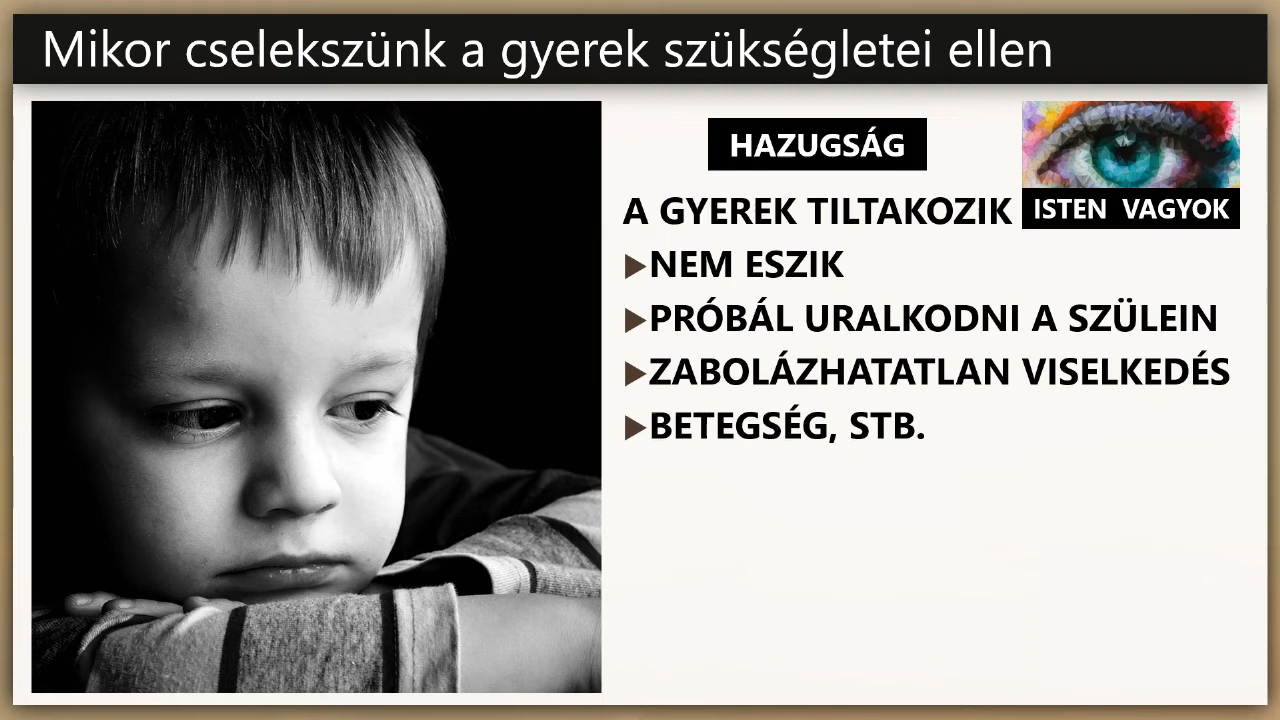 Mikor cselekszünk a gyerek szükségletei ellen
HAZUGSÁG
ISTEN VAGYOK
A GYEREK TILTAKOZIK
NEM ESZIK
PRÓBÁL URALKODNI A SZÜLEIN
ZABOLÁZHATATLAN VISELKEDÉS
BETEGSÉG, STB.